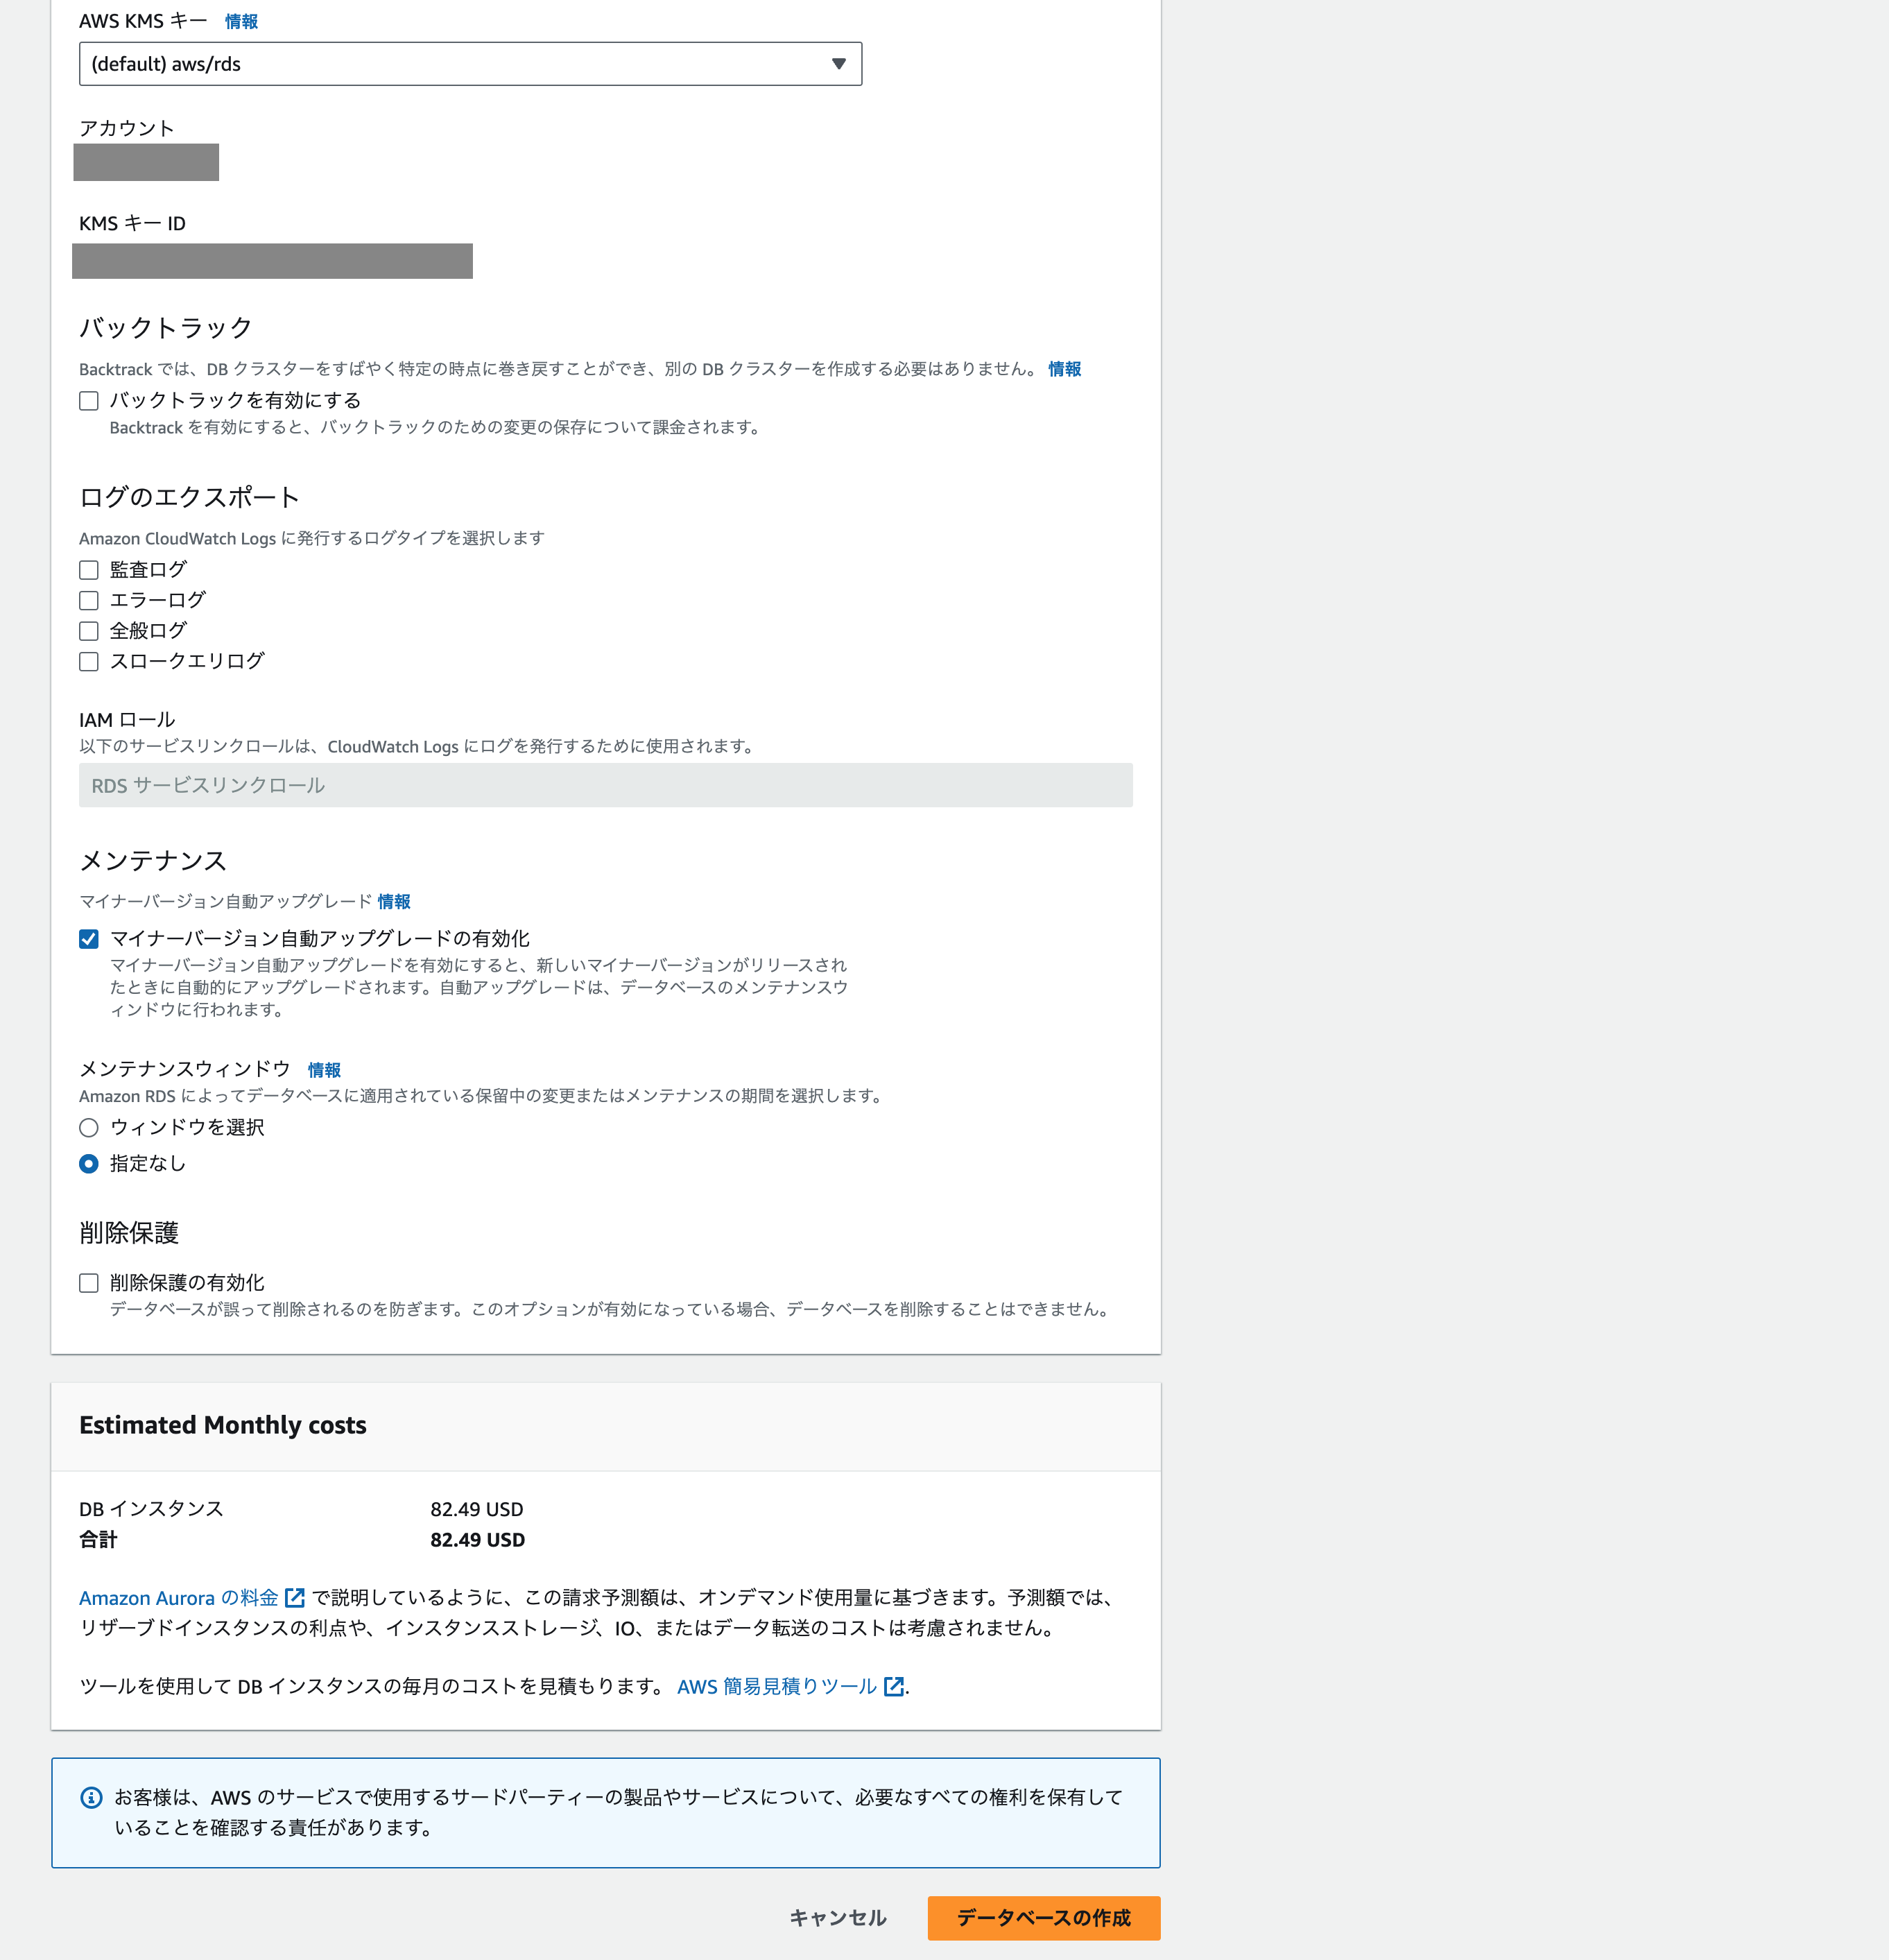 AWS KMS キー 情報
(default) aws/rds
アカウント
KMS キー ID
バックトラック
Backtrack では、DB クラスターをすばやく特定の時点に巻き戻すことができ、別の DB クラスターを作成する必要はありません。 情報
バックトラックを有効にする
Backtrack を有効にすると、バックトラックのための変更の保存について課金されます。
ログのエクスポート
Amazon CloudWatch Logs に発行するログタイプを選択します
監査ログ
エラーログ
全般ログ
スロークエリログ
IAM ロール
以下のサービスリンクロールは、CloudWatch Logs にログを発行するために使用されます。
RDS サービスリンクロール
メンテナンス
マイナーバージョン自動アップグレード 情報
マイナーバージョン自動アップグレードの有効化
マイナーバージョン自動アップグレードを有効にすると、新しいマイナーバージョンがリリースされ
たときに自動的にアップグレードされます。自動アップグレードは、データベースのメンテナンスウ
ィンドウに行われます。
メンテナンスウィンドウ 情報
Amazon RDS によってデータベースに適用されている保留中の変更またはメンテナンスの期間を選択します。
ウィンドウを選択
指定なし
削除保護
削除保護の有効化
データベースが誤って削除されるのを防ぎます。このオプションが有効になっている場合、データベースを削除することはできません。
Estimated Monthly costs
DB インスタンス 82.49 USD
合計 82.49 USD
Amazon Aurora の料金 で説明しているように、この請求予測額は、オンデマンド使用量に基づきます。予測額では、
リザーブドインスタンスの利点や、インスタンスストレージ、IO、またはデータ転送のコストは考慮されません。
ツールを使用して DB インスタンスの毎月のコストを見積もります。 AWS 簡易見積りツール .
お客様は、AWS のサービスで使用するサードパーティーの製品やサービスについて、必要なすべての権利を保有して
いることを確認する責任があります。
キャンセル データベースの作成